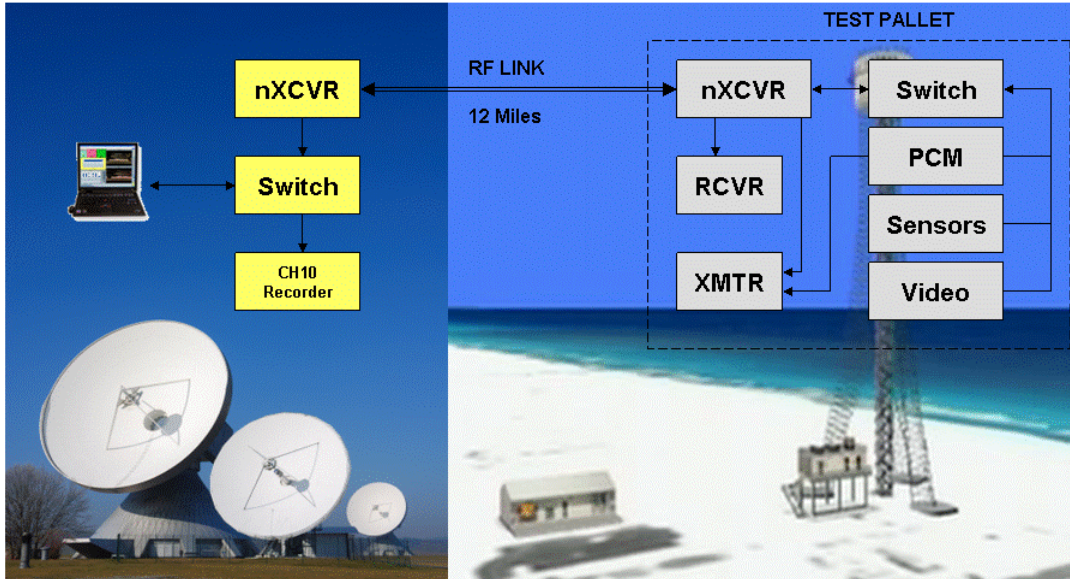 TEST PALLET
RF LINK
12 Miles
nXCVR
Switch
CH10
Recorder
nXCVR
Switch
RCVR
PCM
Sensors
XMTR
Video